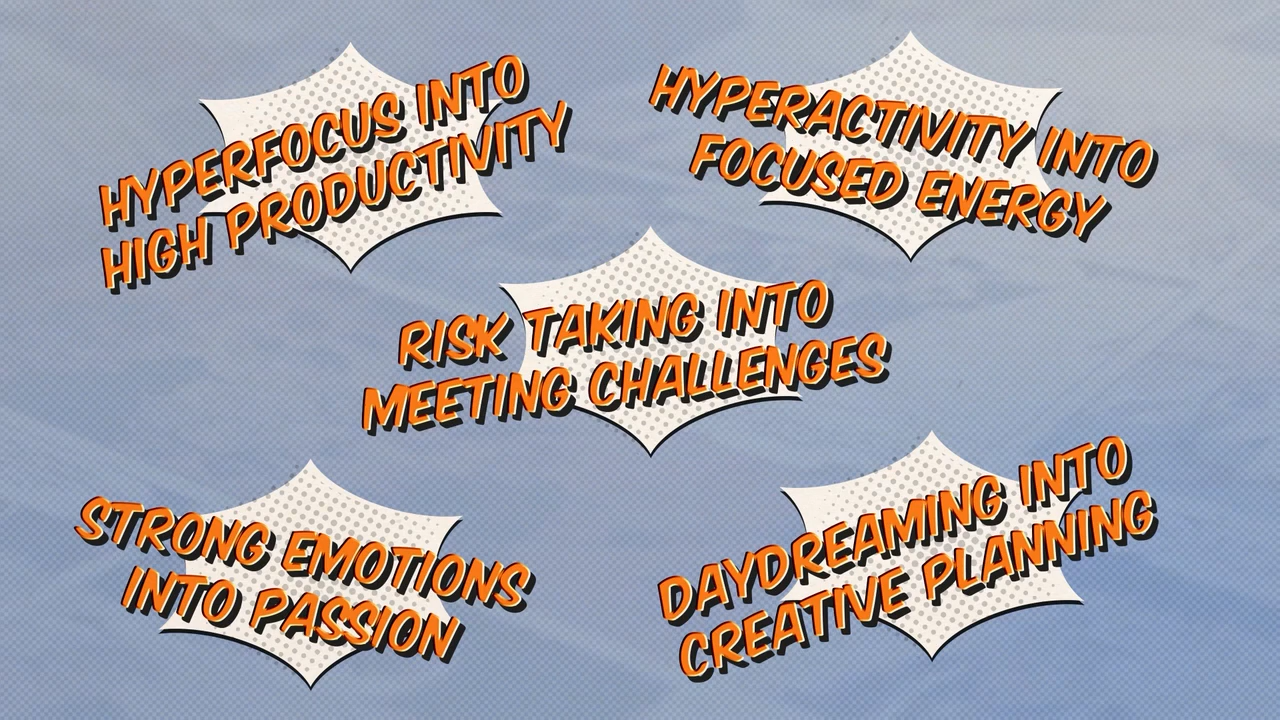 HYPERFOCUS INTO
HIGH PRODUCTIVITY
HYPERACTIVITY INTO
FOCUSED ENERGY
RISK TAKING INTO
MEETING CHALLENGES
STRONG EMOTIONS
INTO PASSION
DAYDREAMING INTO
CREATIVE PLANNING